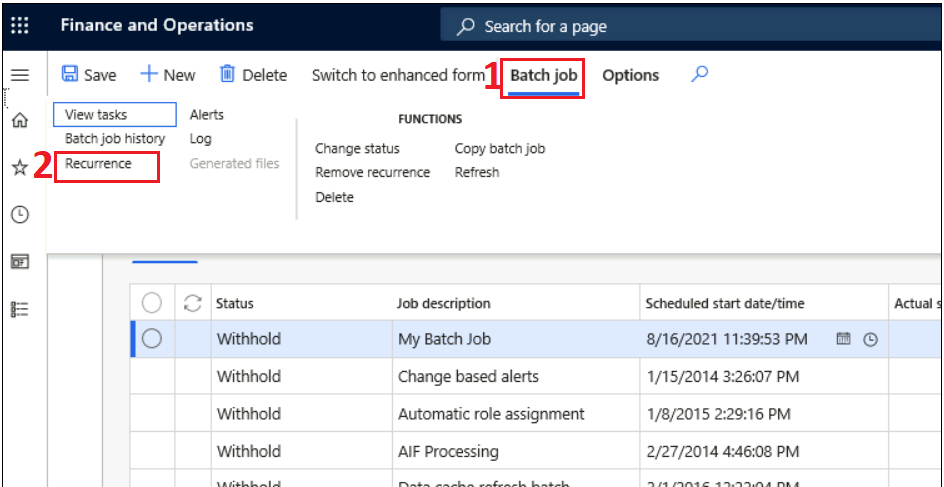 Finance and Operations Search for a page
Save New Delete Switch to enhanced form 1 Batch job Options
View tasks Alerts FUNCTIONS
Batch job history Log Change status Copy batch job
2 Recurrence Generated files Remove recurrence Refresh
Delete
Status Job description Scheduled start date/time Actual s
Withhold My Batch Job 8/16/2021 11:39:53 PM
Withhold Change based alerts 1/15/2014 3:26:07 PM
Withhold Automatic role assignment 1/8/2015 2:29:16 PM
Withhold AIF Processing 2/27/2014 4:46:08 PM
Withhold Data cache refresh batch